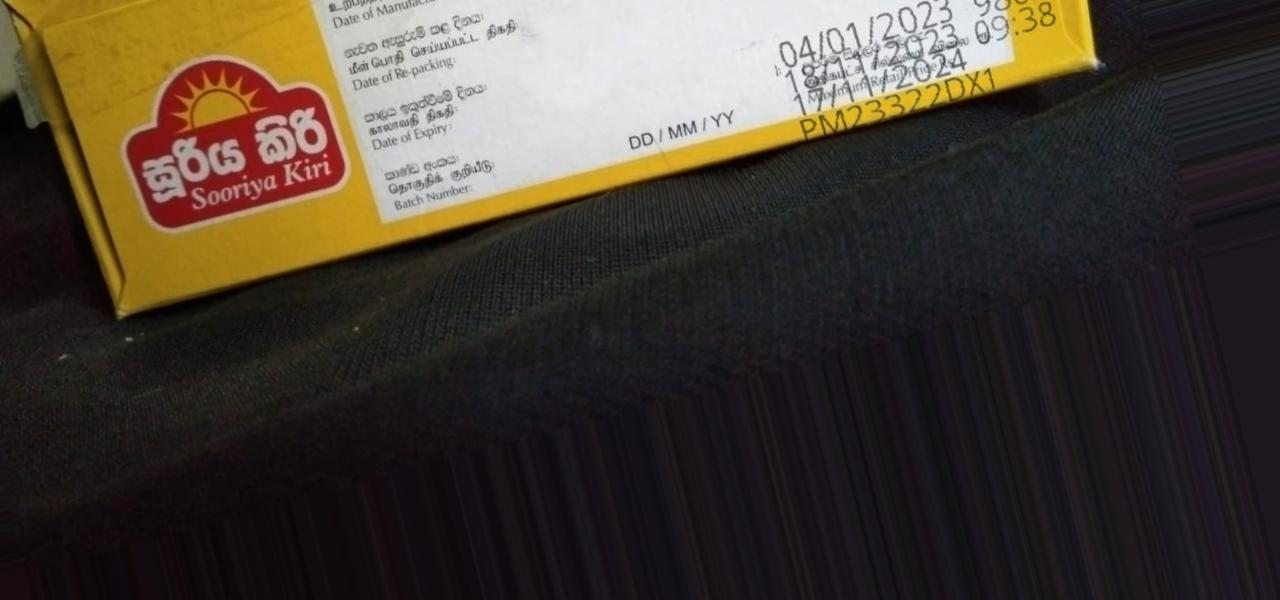 Date of Manufac
නැවත ඇසුරුම් කළ දිනය:
மீள் பொதி செய்யப்பட்ட திகதி:
Date of Re-packing:
කාලය ඉකුත්වීමේ දිනය:
காலாவதி திகதி:
Date of Expiry:
කාණ්ඩ අංකය:
தொகுதிக் குறியீடு:
Batch Number:
DD / MM / YY
04/01/2023
18/11/2023 09:38
17/11/2024
PM23322DX1
සූරිය කිරි
Sooriya Kiri